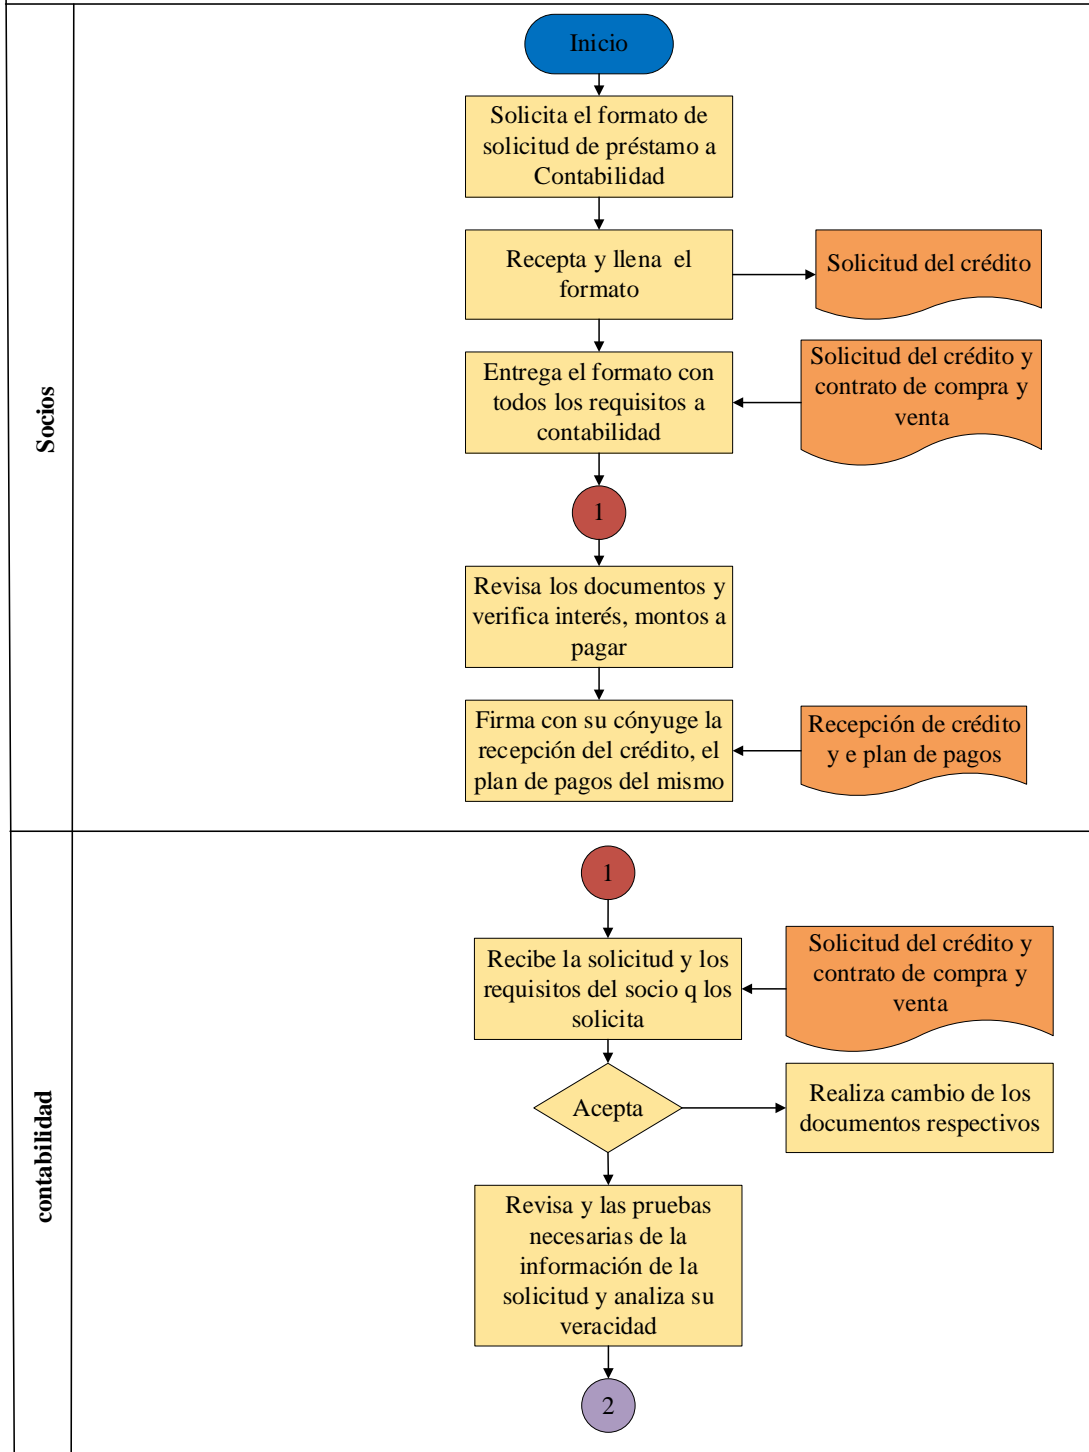 Socios
Inicio
Solicita el formato de
solicitud de préstamo a
Contabilidad
Recepta y llena el
formato
Solicitud del crédito
Entrega el formato con
todos los requisitos a
contabilidad
Solicitud del crédito y
contrato de compra y
venta
1
Revisa los documentos y
verifica interés, montos a
pagar
Firma con su cónyuge la
recepción del crédito, el
plan de pagos del mismo
Recepción de crédito
y e plan de pagos
contabilidad
1
Recibe la solicitud y los
requisitos del socio q los
solicita
Solicitud del crédito y
contrato de compra y
venta
Acepta
Realiza cambio de los
documentos respectivos
Revisa y las pruebas
necesarias de la
información de la
solicitud y analiza su
veracidad
2